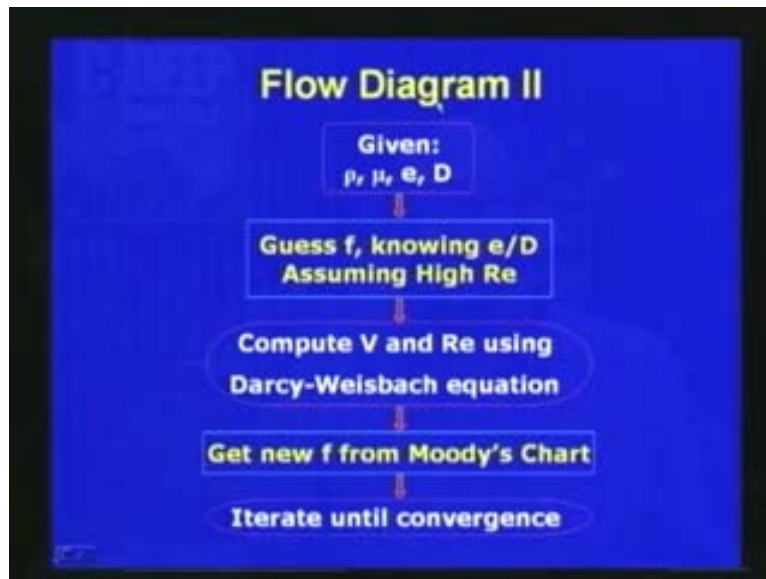 Flow Diagram II
Given:
ρ, μ, e, D
Guess f, knowing e/D
Assuming High Re
Compute V and Re using
Darcy-Weisbach equation
Get new f from Moody's Chart
Iterate until convergence